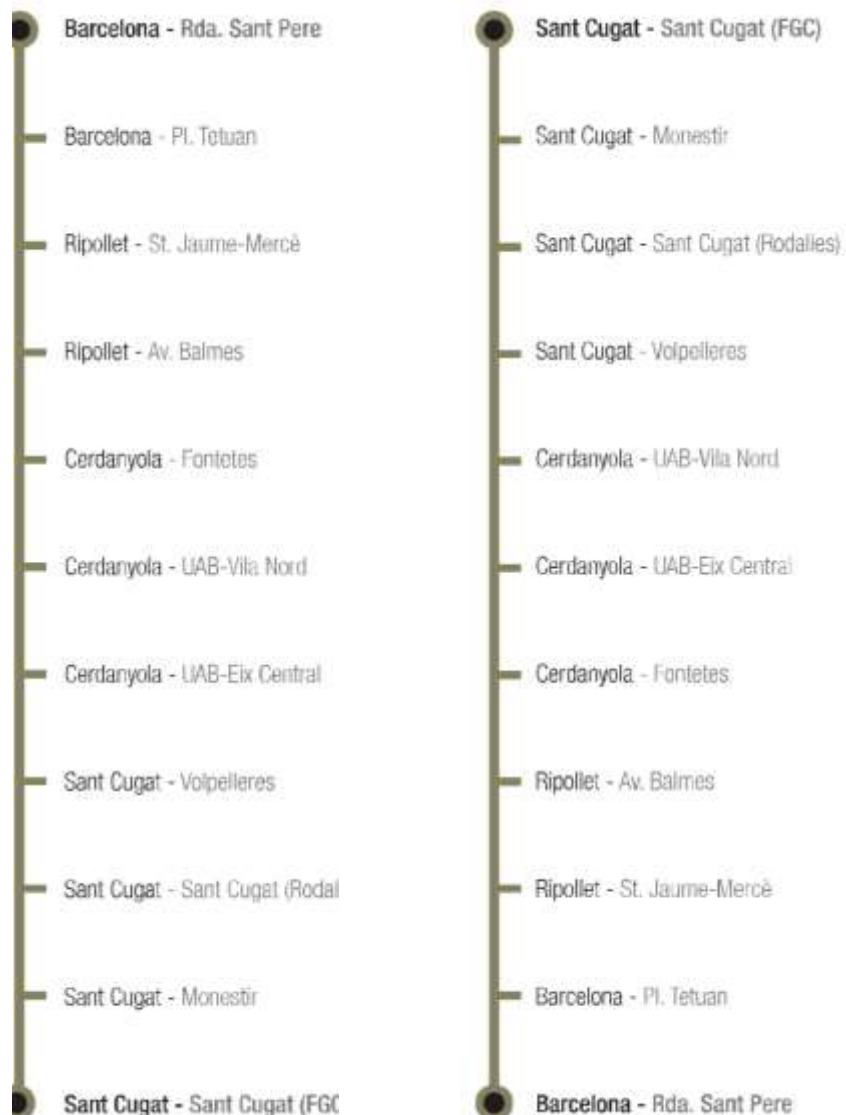 Barcelona - Rda. Sant Pere
Barcelona - Pl. Tetuan
Ripollet - St. Jaume-Mercè
Ripollet - Av. Balmes
Cerdanyola - Fontetes
Cerdanyola - UAB-Vila Nord
Cerdanyola - UAB-Eix Central
Sant Cugat - Volpelleres
Sant Cugat - Sant Cugat (Rodal
Sant Cugat - Monestir
Sant Cugat - Sant Cugat (FGC
Sant Cugat - Sant Cugat (FGC)
Sant Cugat - Monestir
Sant Cugat - Sant Cugat (Rodalies)
Sant Cugat - Volpelleres
Cerdanyola - UAB-Vila Nord
Cerdanyola - UAB-Eix Central
Cerdanyola - Fontetes
Ripollet - Av. Balmes
Ripollet - St. Jaume-Mercè
Barcelona - Pl. Tetuan
Barcelona - Rda. Sant Pere